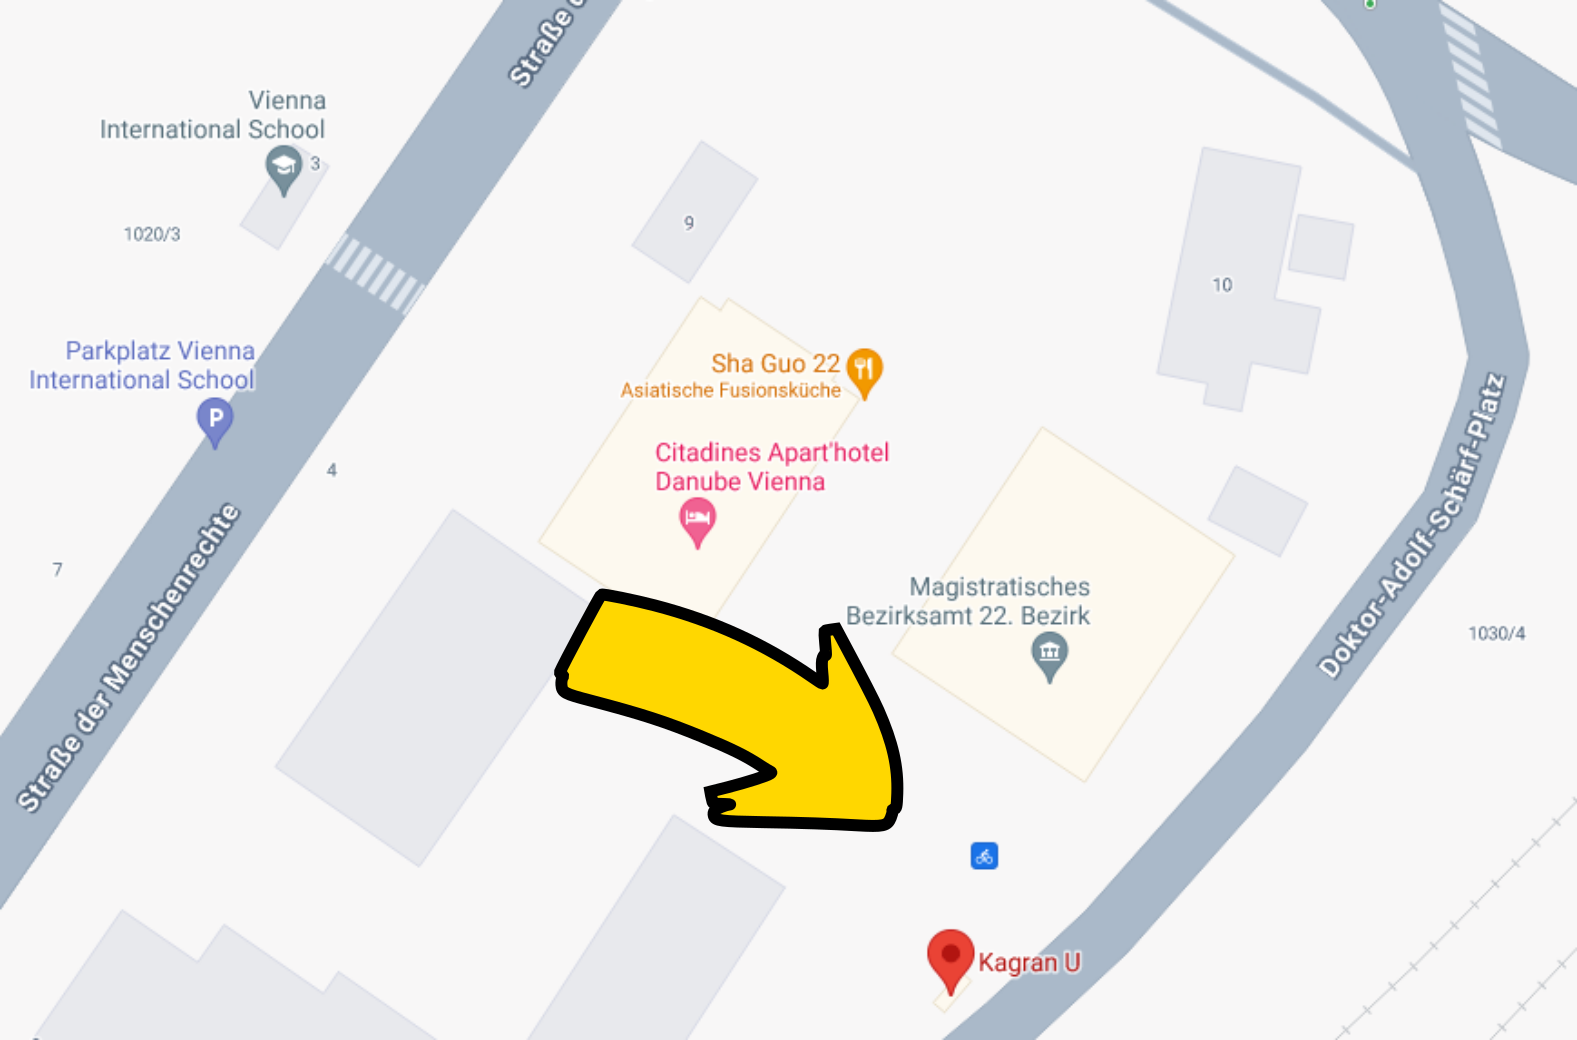 Straße d
Vienna
International School
3
1020/3
9
10
Parkplatz Vienna
International School
P
Sha Guo 22
Asiatische Fusionsküche
Citadines Apart'hotel
Danube Vienna
4
7
Straße der Menschenrechte
Magistratisches
Bezirksamt 22. Bezirk
Doktor-Adolf-Schärf-Platz
1030/4
Kagran U